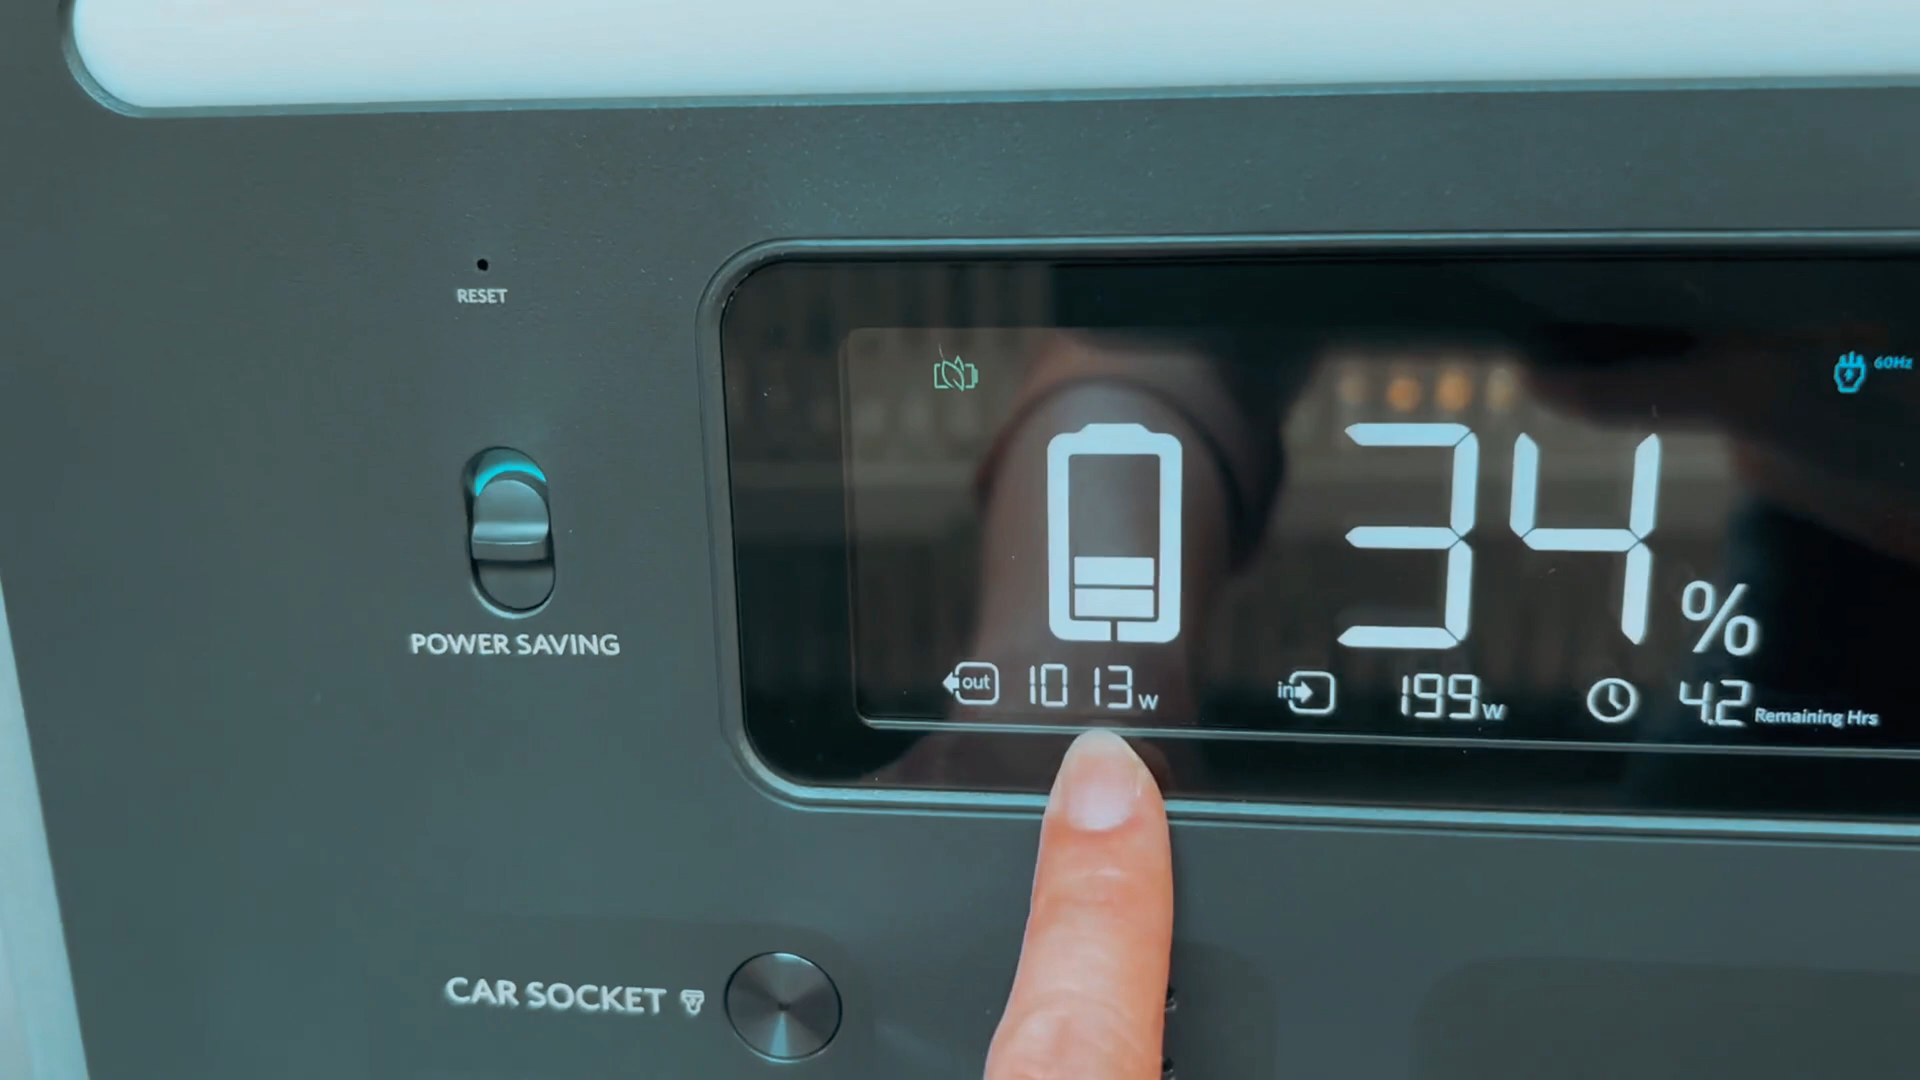 RESET
60Hz
34%
POWER SAVING
out 1013w in 199w 4.2 Remaining Hrs
CAR SOCKET